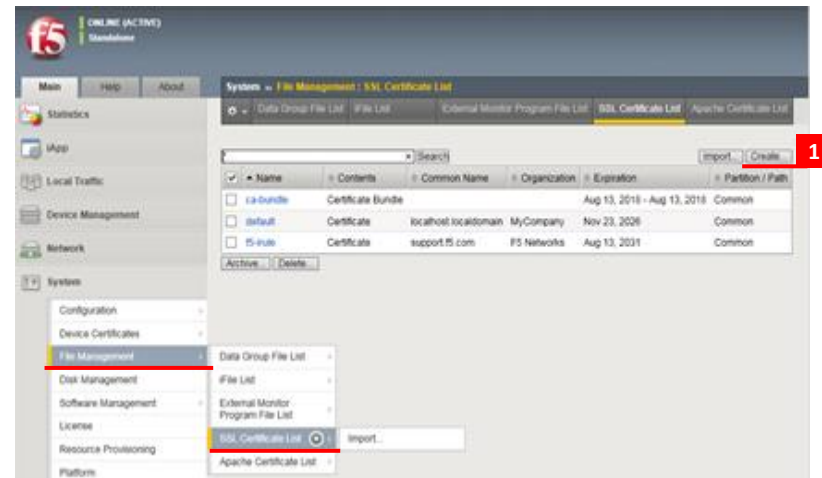 f5
ONLINE (ACTIVE)
Standalone
Main Help About
System » File Management : SSL Certificate List
Data Group File List iFile List External Monitor Program File List SSL Certificate List Apache Certificate List
Statistics
iApp
Local Traffic
Device Management
Network
System
* Search Import... Create... 1
Name Contents Common Name Organization Expiration Partition / Path
ca-bundle Certificate Bundle Aug 13, 2018 - Aug 13, 2018 Common
default Certificate localhost.localdomain MyCompany Nov 23, 2026 Common
f5-irule Certificate support.f5.com F5 Networks Aug 13, 2031 Common
Archive... Delete...
Configuration
Device Certificates
File Management
Disk Management
Software Management
License
Resource Provisioning
Platform
Data Group File List
iFile List
External Monitor
Program File List
SSL Certificate List
Import...
Apache Certificate List